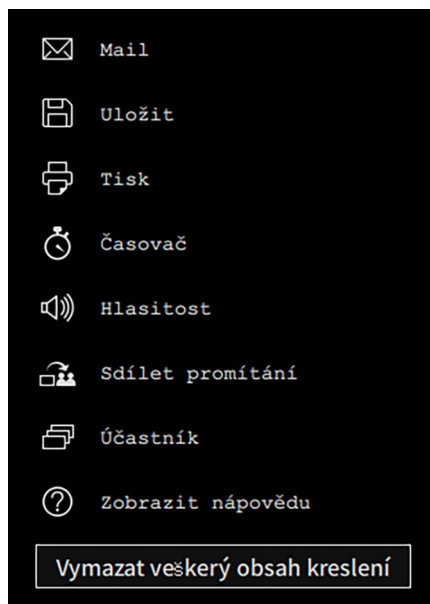 Mail
Uložit
Tisk
Časovač
Hlasitost
Sdílet promítání
Účastník
Zobrazit nápovědu
Vymazat veškerý obsah kreslení